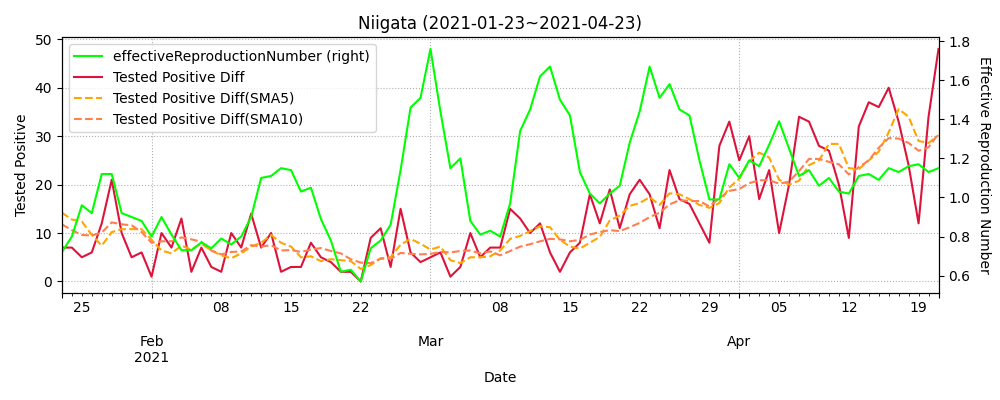 Niigata (2021-01-23~2021-04-23)
effectiveReproductionNumber (right)
Tested Positive Diff
Tested Positive Diff(SMA5)
Tested Positive Diff(SMA10)
Tested Positive
50
40
30
20
10
0
1.8
1.6
1.4
1.2
1.0
0.8
0.6
Effective Reproduction Number
25 08 15 22 08 15 22 29 05 12 19
Feb Mar Apr
2021
Date